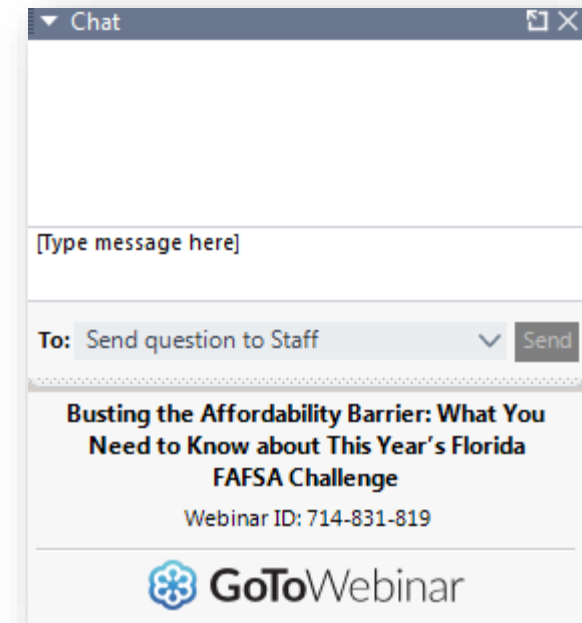 Chat
[Type message here]
To: Send question to Staff Send
Busting the Affordability Barrier: What You
Need to Know about This Year's Florida
FAFSA Challenge
Webinar ID: 714-831-819
GoToWebinar